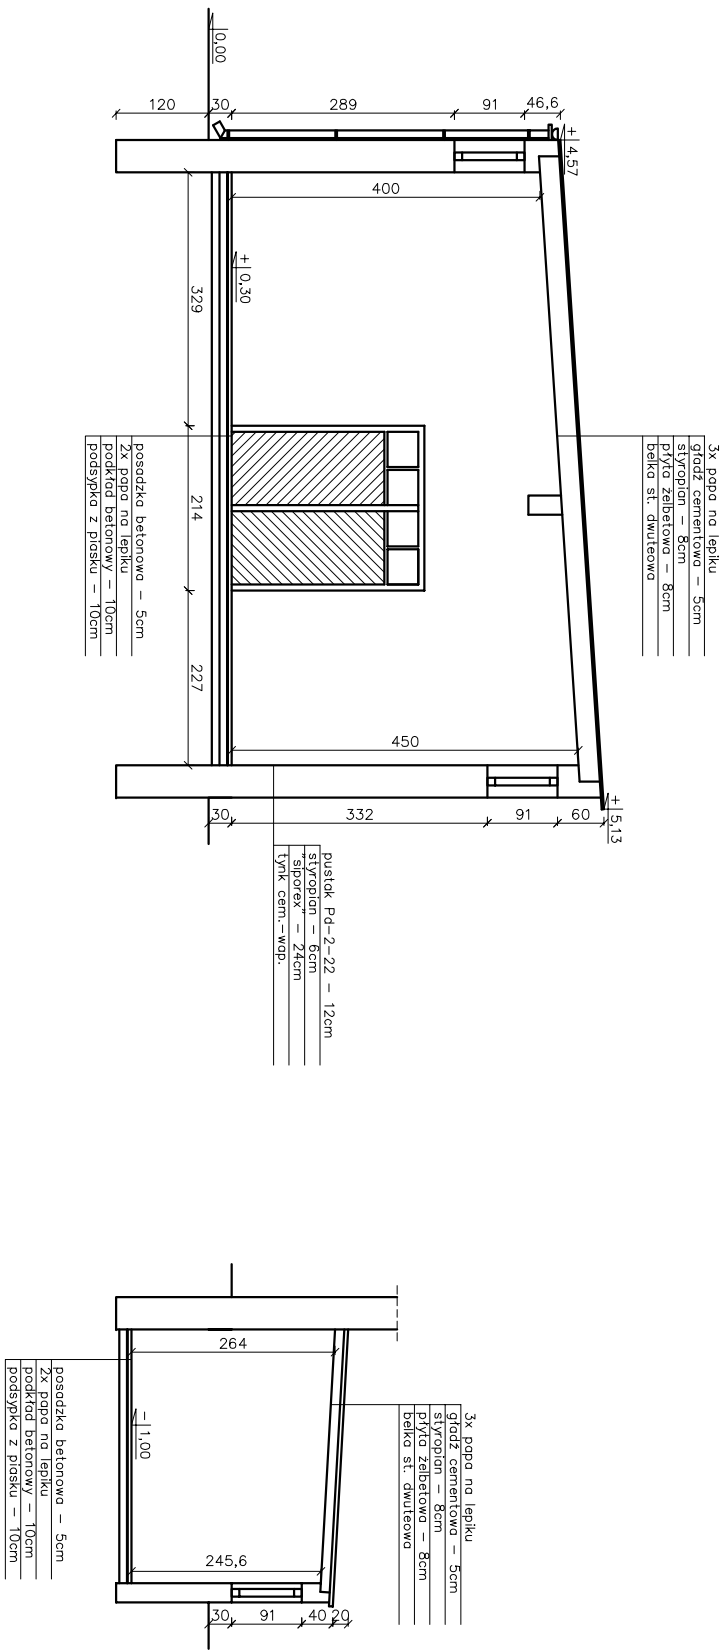 0,00
120
30
289
91
46,6
+ 4,57
400
+ 0,30
329
214
227
450
+ 5,13
30
332
91
60
3x papa na lepiku
gładź cementowa – 5cm
styropian – 8cm
płyta żelbetowa – 8cm
belka st. dwuteowa
posadzka betonowa – 5cm
2x papa na lepiku
podkład betonowy – 10cm
podsypka z piasku – 10cm
pustak Pd-2-22 – 12cm
styropian – 6cm
"siporex" – 24cm
tynk cem.-wap.
264
– 1,00
245,6
30
91
40
20
3x papa na lepiku
gładź cementowa – 5cm
styropian – 8cm
płyta żelbetowa – 8cm
belka st. dwuteowa
posadzka betonowa – 5cm
2x papa na lepiku
podkład betonowy – 10cm
podsypka z piasku – 10cm